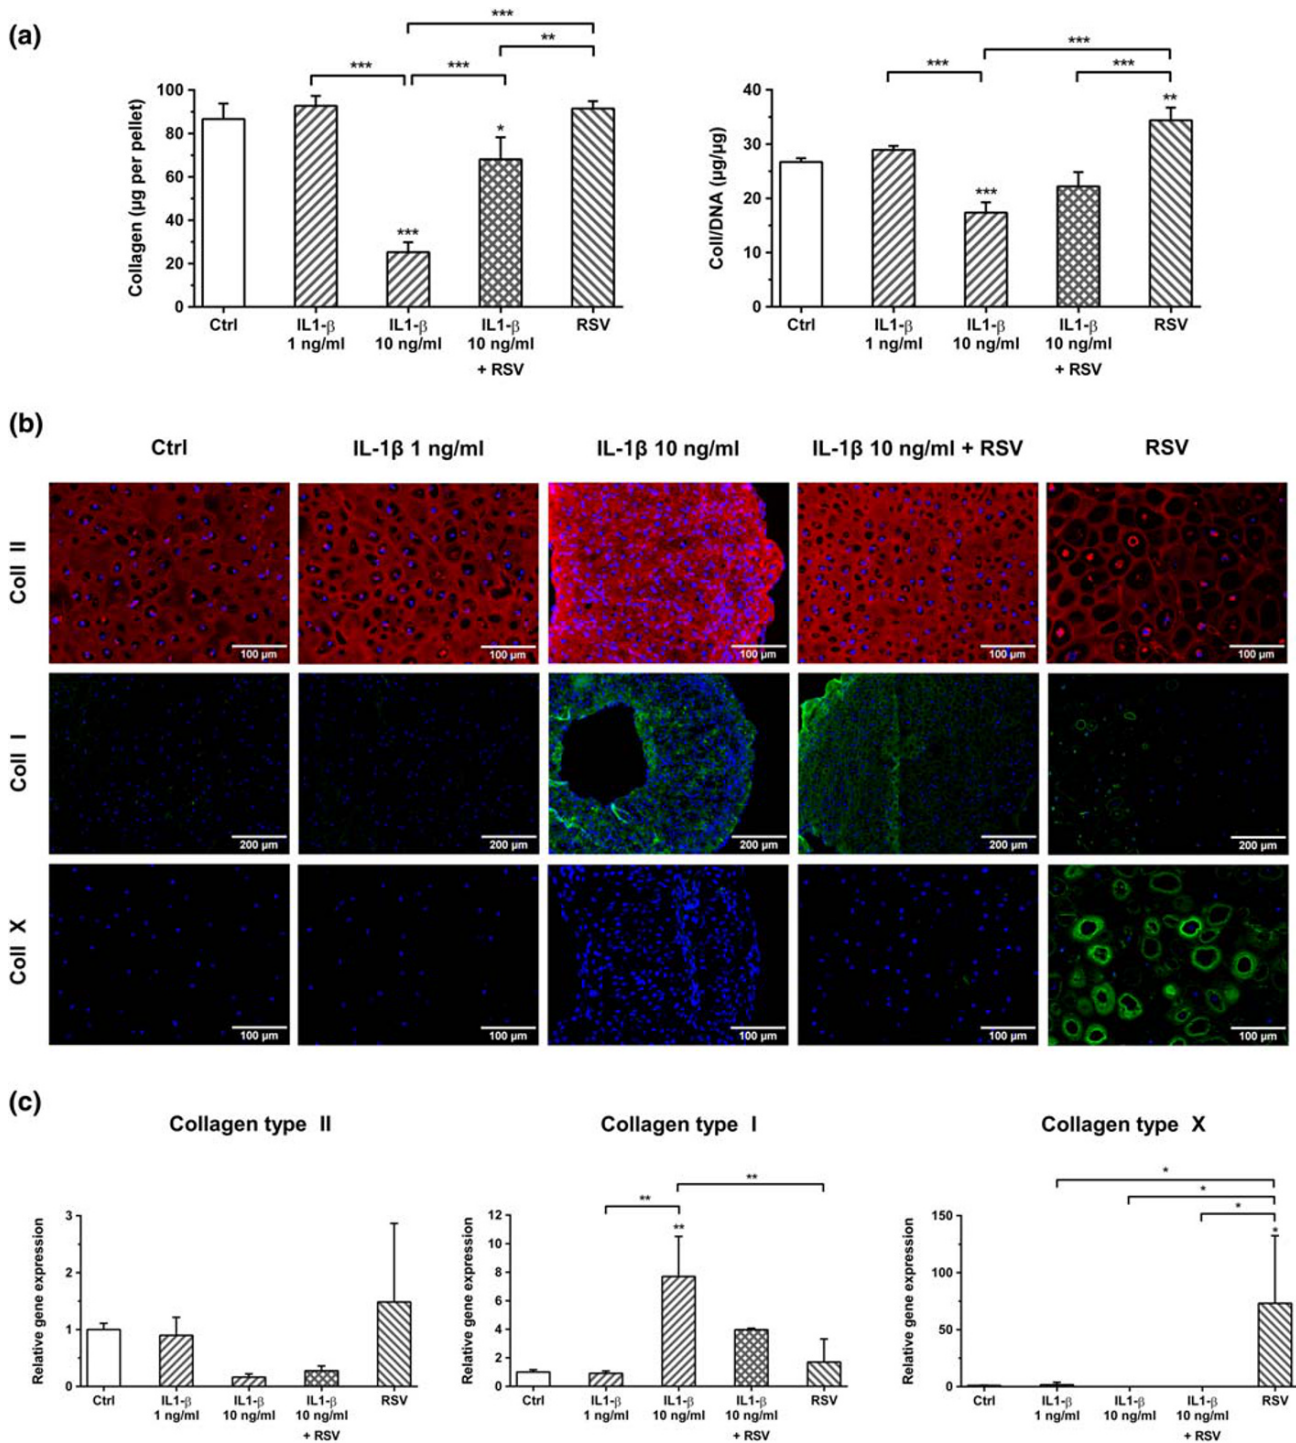 (a)
***
**
***
***
Collagen (µg per pellet)
100
80
60
40
20
0
***
*
Ctrl
IL1-β
1 ng/ml
IL1-β
10 ng/ml
IL1-β
10 ng/ml
+ RSV
RSV
***
***
***
Coll/DNA (µg/µg)
40
30
20
10
0
***
**
Ctrl
IL1-β
1 ng/ml
IL1-β
10 ng/ml
IL1-β
10 ng/ml
+ RSV
RSV
(b)
Ctrl
IL-1β 1 ng/ml
IL-1β 10 ng/ml
IL-1β 10 ng/ml + RSV
RSV
Coll II
100 µm
100 µm
100 µm
100 µm
100 µm
Coll I
200 µm
200 µm
200 µm
200 µm
200 µm
Coll X
100 µm
100 µm
100 µm
100 µm
100 µm
(c)
Collagen type II
Relative gene expression
3
2
1
0
Ctrl
IL1-β
1 ng/ml
IL1-β
10 ng/ml
IL1-β
10 ng/ml
+ RSV
RSV
Collagen type I
**
**
**
Relative gene expression
12
10
8
6
4
2
0
Ctrl
IL1-β
1 ng/ml
IL1-β
10 ng/ml
IL1-β
10 ng/ml
+ RSV
RSV
Collagen type X
*
*
*
*
Relative gene expression
150
100
50
0
Ctrl
IL1-β
1 ng/ml
IL1-β
10 ng/ml
IL1-β
10 ng/ml
+ RSV
RSV